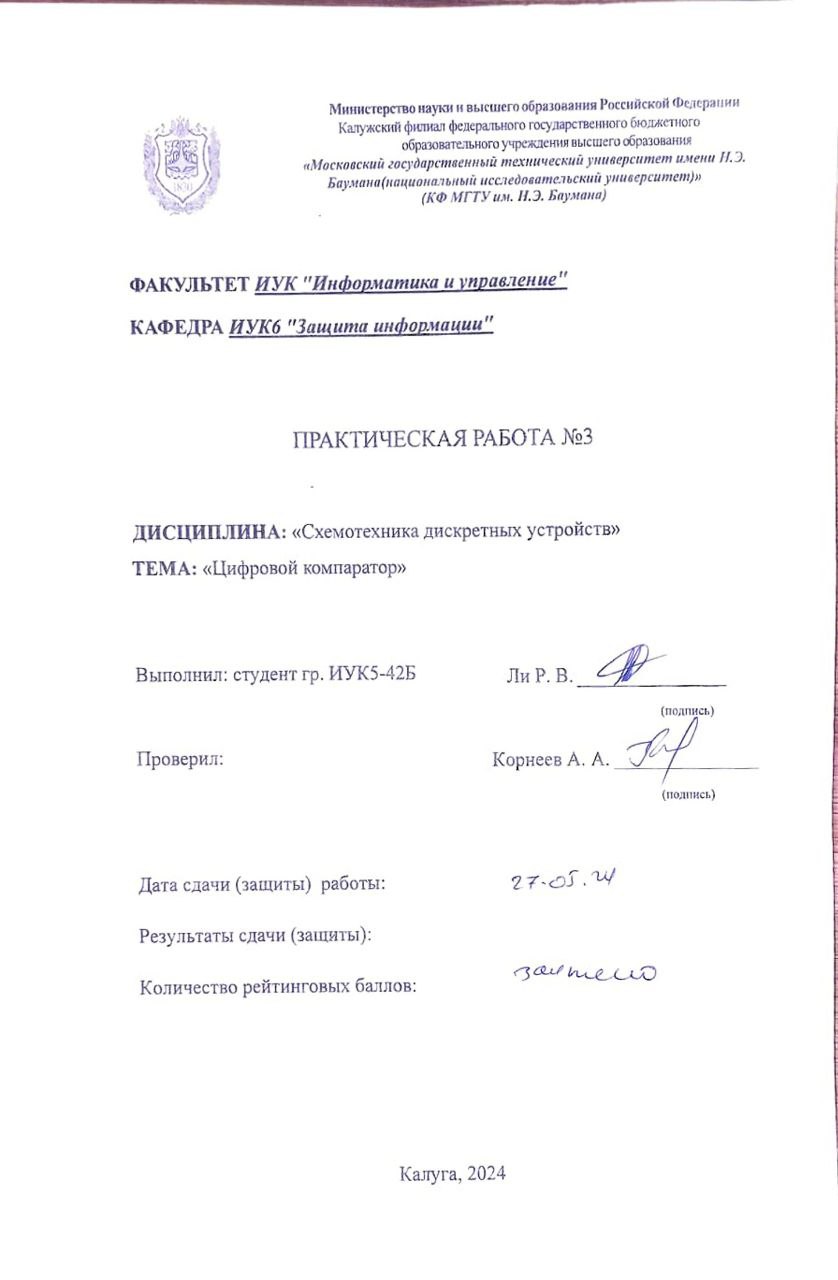 Министерство науки и высшего образования Российской Федерации
Калужский филиал федерального государственного бюджетного
образовательного учреждения высшего образования
«Московский государственный технический университет имени Н.Э.
Баумана(национальный исследовательский университет)»
(КФ МГТУ им. Н.Э. Баумана)
1830
ФАКУЛЬТЕТ ИУК "Информатика и управление"
КАФЕДРА ИУК6 "Защита информации"
ПРАКТИЧЕСКАЯ РАБОТА №3
ДИСЦИПЛИНА: «Схемотехника дискретных устройств»
ТЕМА: «Цифровой компаратор»
Выполнил: студент гр. ИУК5-42Б Ли Р. В.
(подпись)
Проверил: Корнеев А. А.
(подпись)
Дата сдачи (защиты) работы: 27.05.24
Результаты сдачи (защиты):
зачтено
Количество рейтинговых баллов:
Калуга, 2024